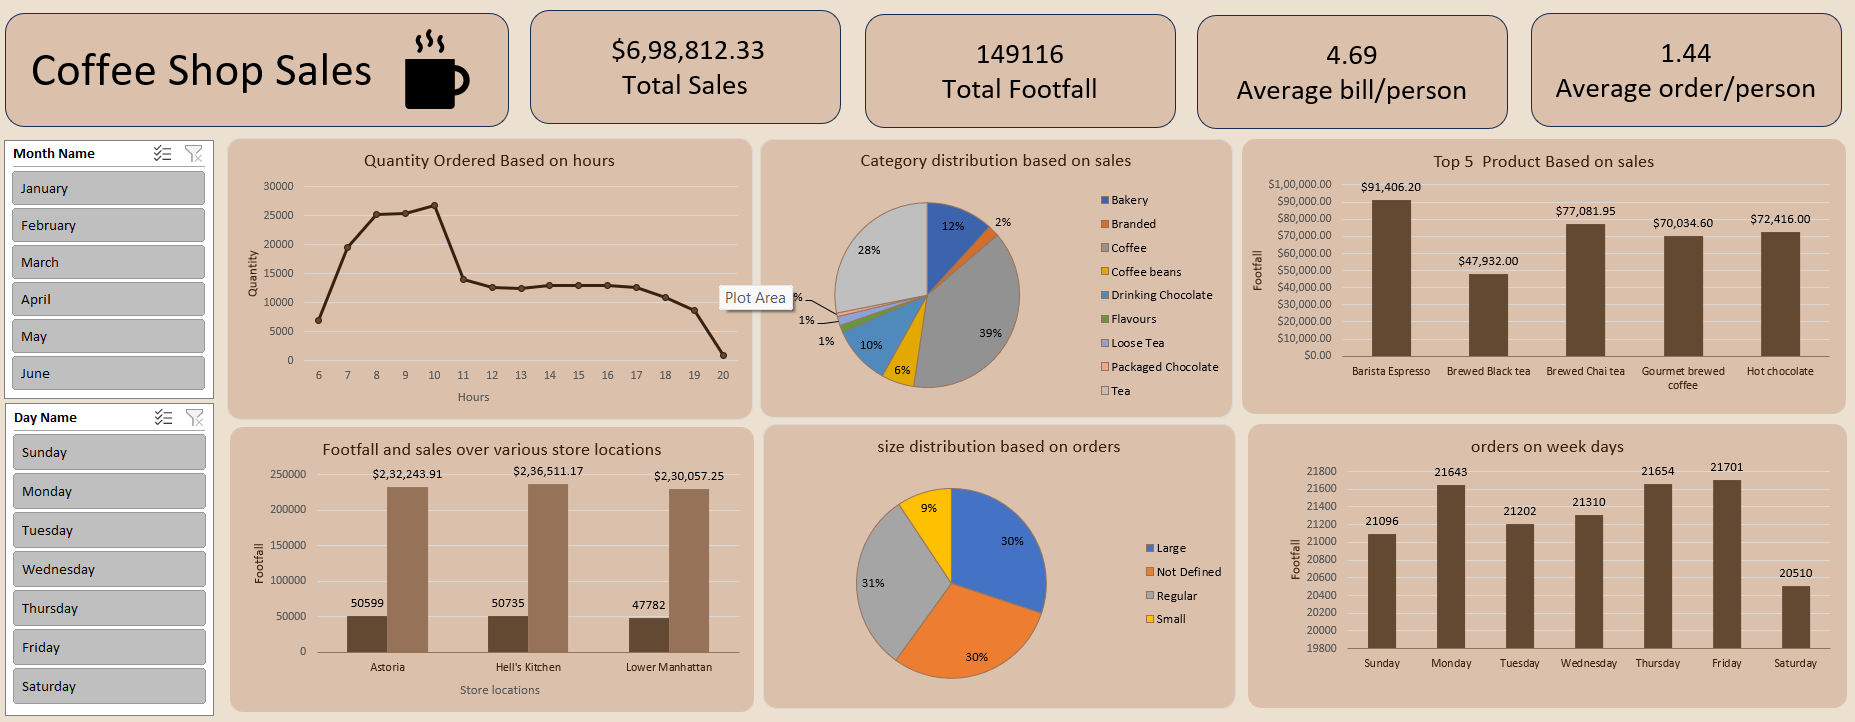 Coffee Shop Sales
$6,98,812.33
Total Sales
149116
Total Footfall
4.69
Average bill/person
1.44
Average order/person
Month Name
January
February
March
April
May
June
Day Name
Sunday
Monday
Tuesday
Wednesday
Thursday
Friday
Saturday
Quantity Ordered Based on hours
Quantity
30000
25000
20000
15000
10000
5000
0
6 7 8 9 10 11 12 13 14 15 16 17 18 19 20
Hours
Category distribution based on sales
12%
2%
39%
6%
10%
1%
1%
%
28%
Plot Area
Bakery
Branded
Coffee
Coffee beans
Drinking Chocolate
Flavours
Loose Tea
Packaged Chocolate
Tea
Top 5 Product Based on sales
Footfall
$1,00,000.00
$90,000.00
$80,000.00
$70,000.00
$60,000.00
$50,000.00
$40,000.00
$30,000.00
$20,000.00
$10,000.00
$0.00
$91,406.20
$47,932.00
$77,081.95
$70,034.60
$72,416.00
Barista Espresso
Brewed Black tea
Brewed Chai tea
Gourmet brewed
coffee
Hot chocolate
Footfall and sales over various store locations
Footfall
250000
200000
150000
100000
50000
0
$2,32,243.91
$2,36,511.17
$2,30,057.25
50599
50735
47782
Astoria
Hell's Kitchen
Lower Manhattan
Store locations
size distribution based on orders
9%
30%
31%
30%
Large
Not Defined
Regular
Small
orders on week days
Footfall
21800
21600
21400
21200
21000
20800
20600
20400
20200
20000
19800
21096
21643
21202
21310
21654
21701
20510
Sunday
Monday
Tuesday
Wednesday
Thursday
Friday
Saturday